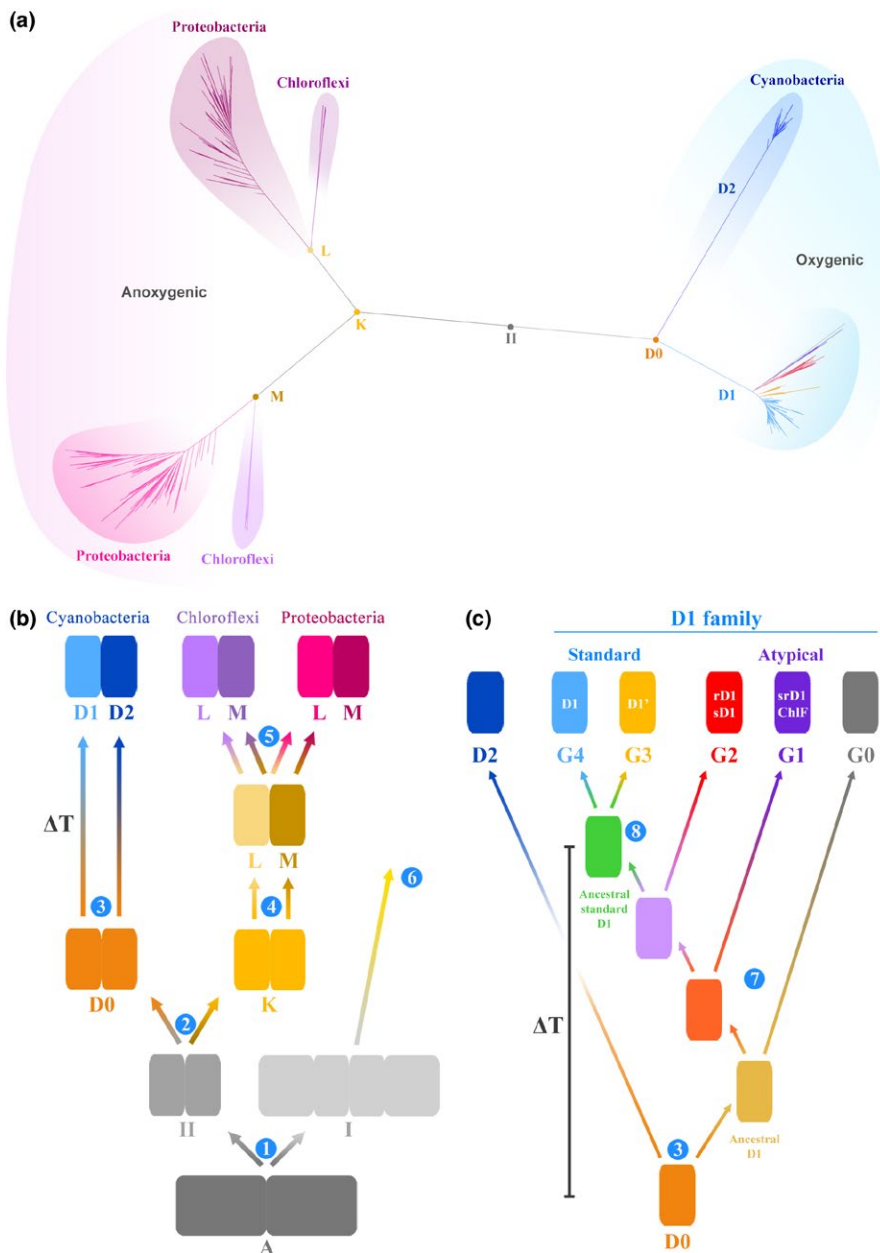 (a)
Proteobacteria
Chloroflexi
Cyanobacteria
D2
L
Oxygenic
Anoxygenic
K
II
D0
M
D1
Proteobacteria
Chloroflexi
(b)
Cyanobacteria
Chloroflexi
Proteobacteria
D1 D2
L M
L M
5
ΔT
L M
6
3
4
D0
K
2
II
I
1
A
(c)
D1 family
Standard
Atypical
D1
D1'
rD1
sD1
srD1
ChlF
D2
G4
G3
G2
G1
G0
8
Ancestral
standard
D1
7
ΔT
Ancestral
D1
3
D0